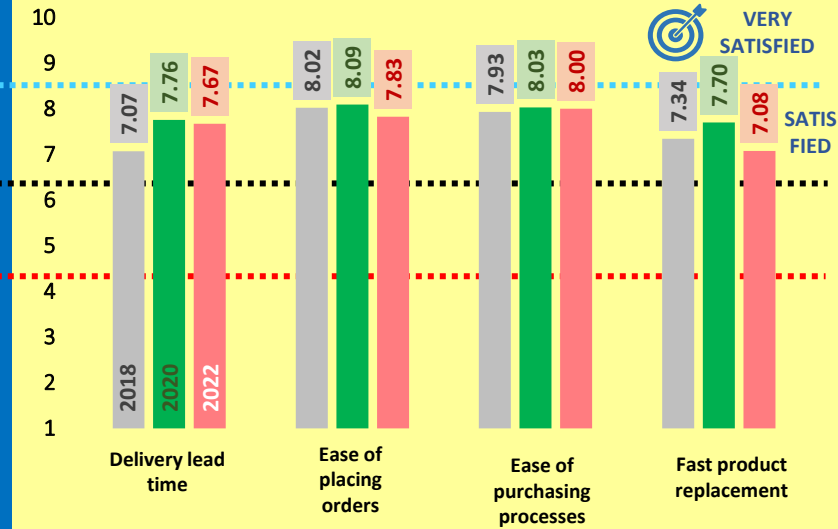 10
9
8
7
6
5
4
3
2
1
VERY
SATISFIED
SATIS
FIED
7.07
7.76
7.67
8.02
8.09
7.83
7.93
8.03
8.00
7.34
7.70
7.08
2018
2020
2022
Delivery lead
time
Ease of
placing
orders
Ease of
purchasing
processes
Fast product
replacement